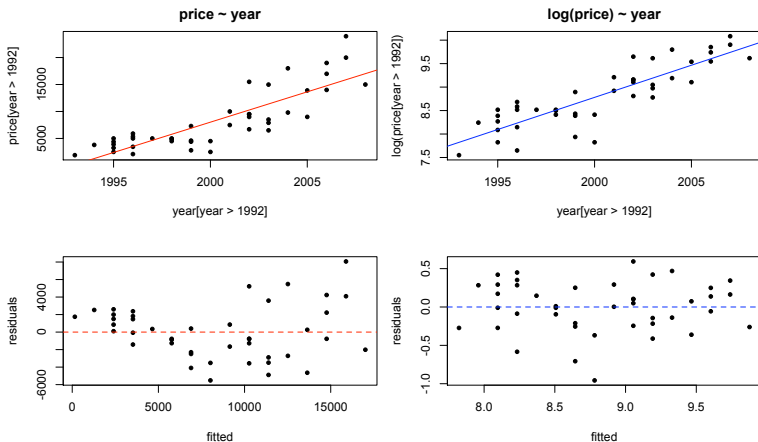 price ~ year
price[year > 1992]
5000 15000
1995 2000 2005
year[year > 1992]
log(price) ~ year
log(price[year > 1992])
7.5 8.5 9.5
1995 2000 2005
year[year > 1992]
residuals
-6000 0 4000
0 5000 10000 15000
fitted
residuals
-1.0 -0.5 0.0 0.5
8.0 8.5 9.0 9.5
fitted